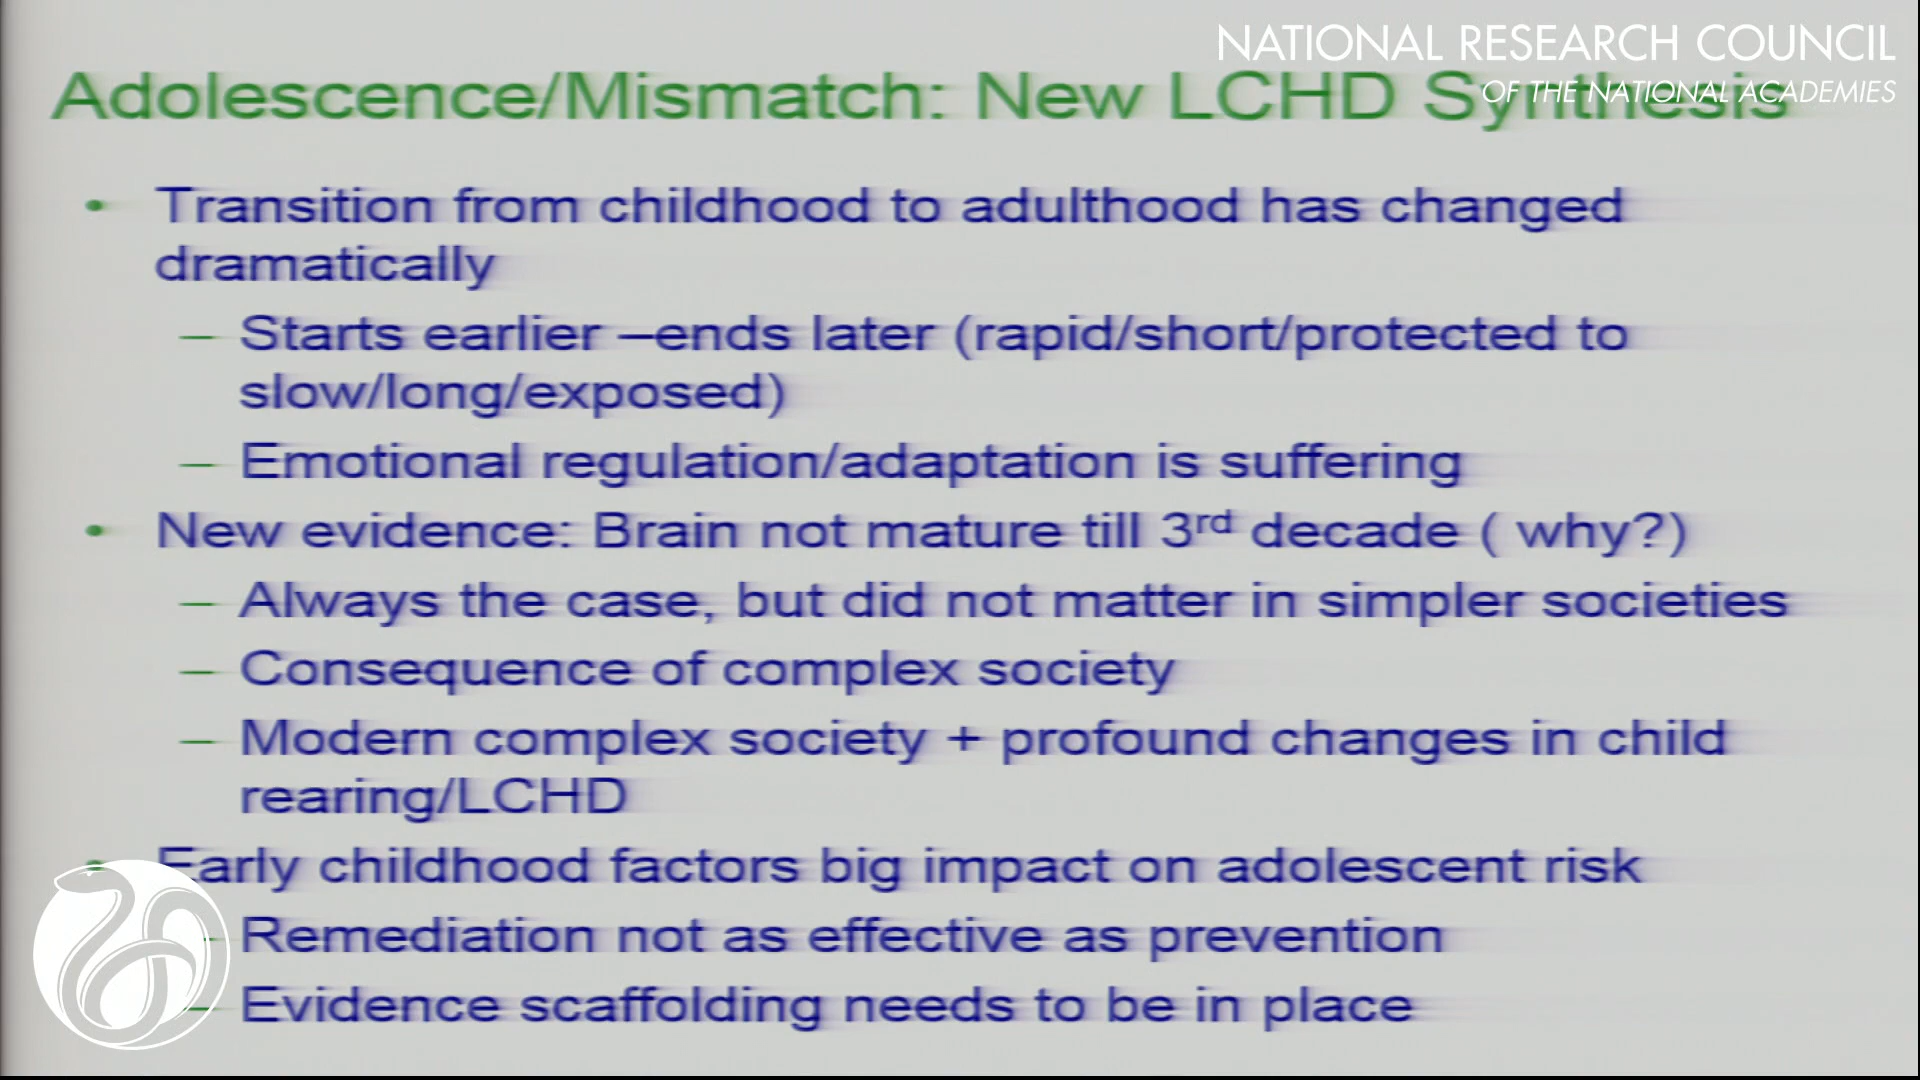 NATIONAL RESEARCH COUNCIL
OF THE NATIONAL ACADEMIES
Adolescence/Mismatch: New LCHD Synthesis
• Transition from childhood to adulthood has changed
dramatically
– Starts earlier –ends later (rapid/short/protected to
slow/long/exposed)
– Emotional regulation/adaptation is suffering
• New evidence: Brain not mature till 3rd decade ( why?)
– Always the case, but did not matter in simpler societies
– Consequence of complex society
– Modern complex society + profound changes in child
rearing/LCHD
• Early childhood factors big impact on adolescent risk
– Remediation not as effective as prevention
– Evidence scaffolding needs to be in place